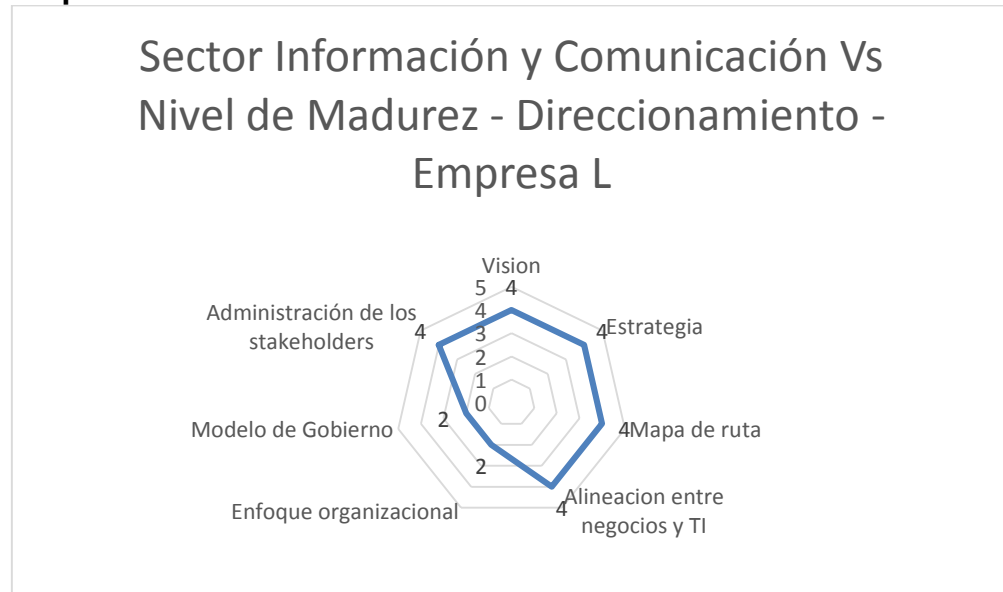 Sector Información y Comunicación Vs
Nivel de Madurez - Direccionamiento -
Empresa L
Vision
5
4
4
3
2
1
0
Estrategia
4
Mapa de ruta
4
Alineacion entre
negocios y TI
4
Enfoque organizacional
2
Modelo de Gobierno
2
Administración de los
stakeholders
4